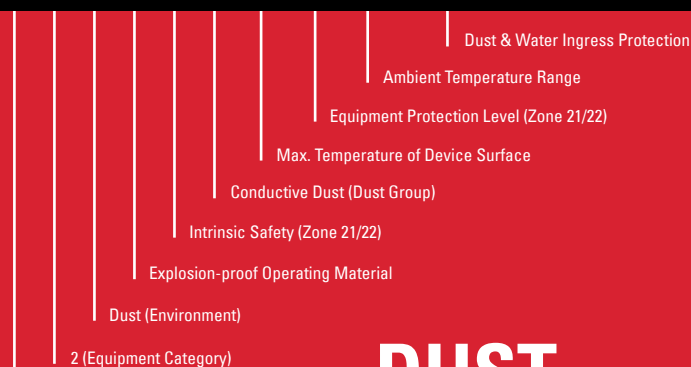 Dust & Water Ingress Protection
Ambient Temperature Range
Equipment Protection Level (Zone 21/22)
Max. Temperature of Device Surface
Conductive Dust (Dust Group)
Intrinsic Safety (Zone 21/22)
Explosion-proof Operating Material
Dust (Environment)
2 (Equipment Category)
DUST